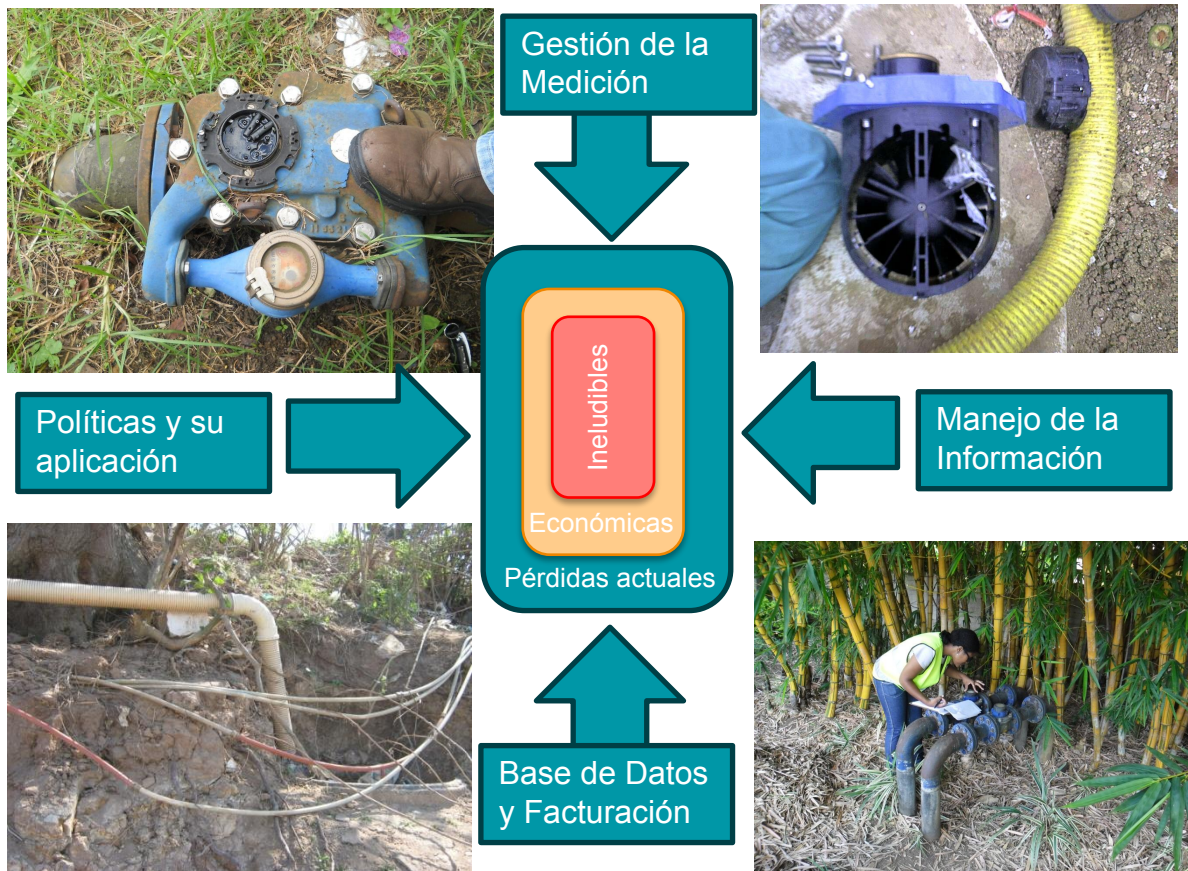 Gestión de la
Medición
Políticas y su
aplicación
Ineludibles
Económicas
Pérdidas actuales
Manejo de la
Información
Base de Datos
y Facturación